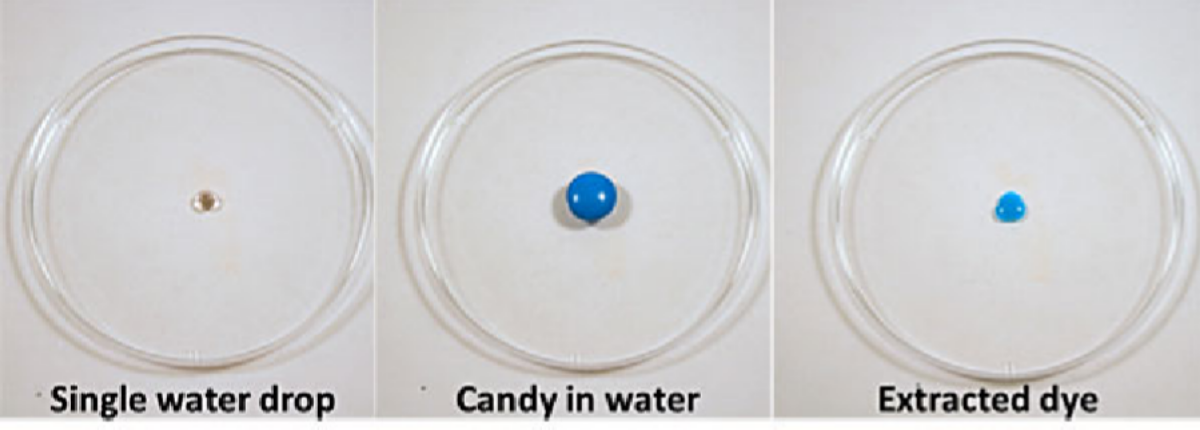 Single water drop
Candy in water
Extracted dye